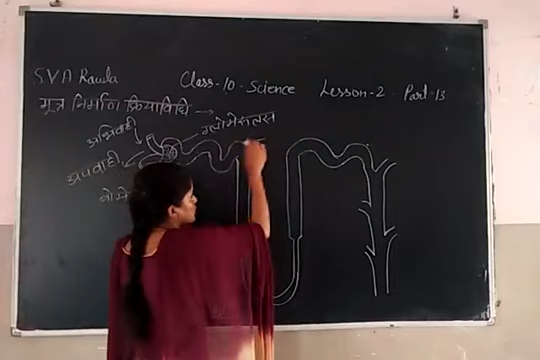 SVA Rawla
Class-10-Science Lesson-2 Part-13
मूत्र निर्माण क्रियाविधि →
अभिवाही
ग्लोमेरुलस
अपवाही
बोमे